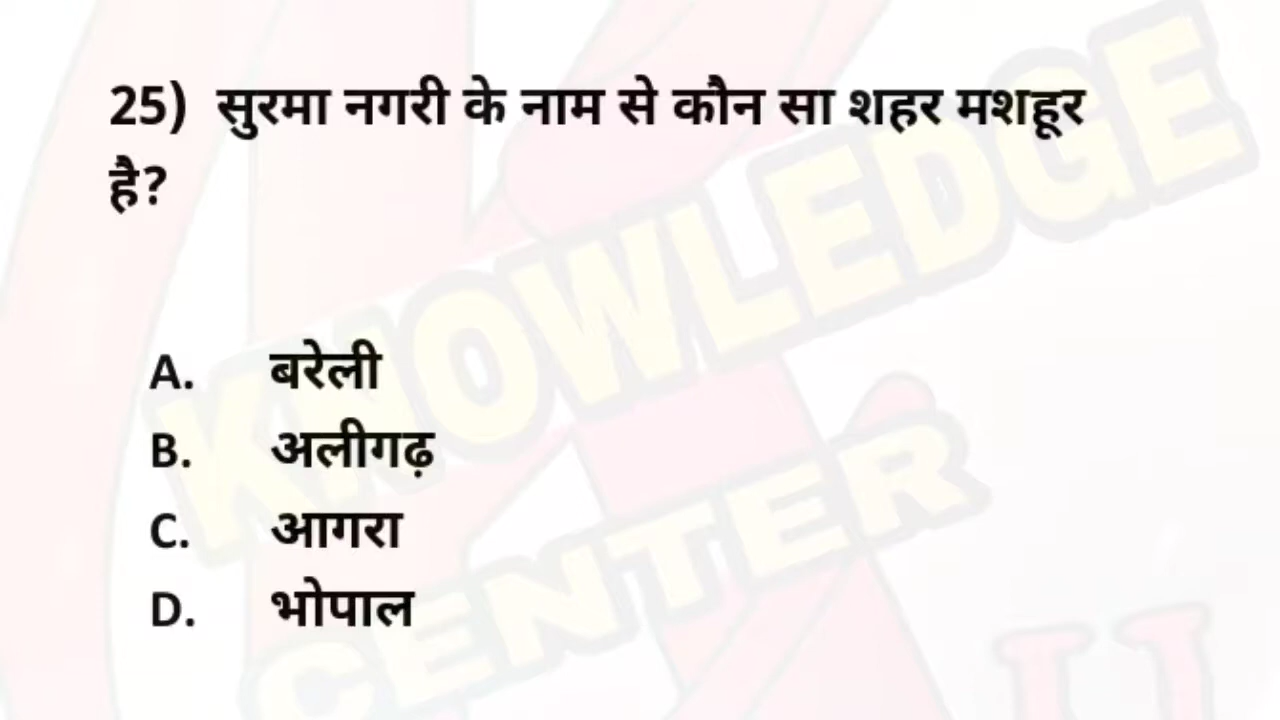 25) सुरमा नगरी के नाम से कौन सा शहर मशहूर
है?
A. बरेली
B. अलीगढ़
C. आगरा
D. भोपाल
KNOWLEDGE
CENTER